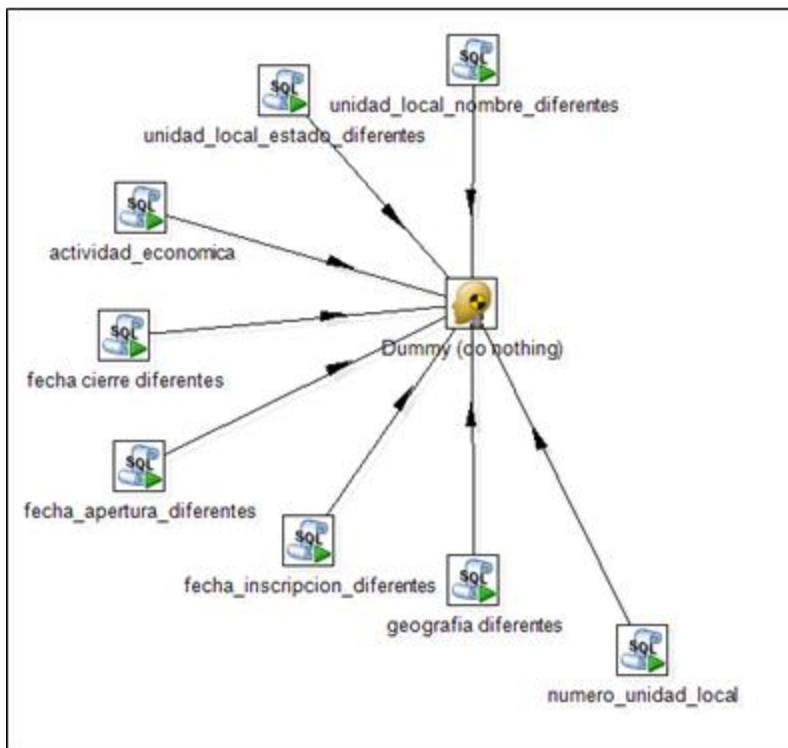 SQL
unidad_local_nombre_diferentes
SQL
unidad_local_estado_diferentes
SQL
actividad_economica
SQL
Dummy (do nothing)
fecha cierre diferentes
SQL
fecha_apertura_diferentes
SQL
fecha_inscripcion_diferentes
SQL
geografia diferentes
SQL
numero_unidad_local